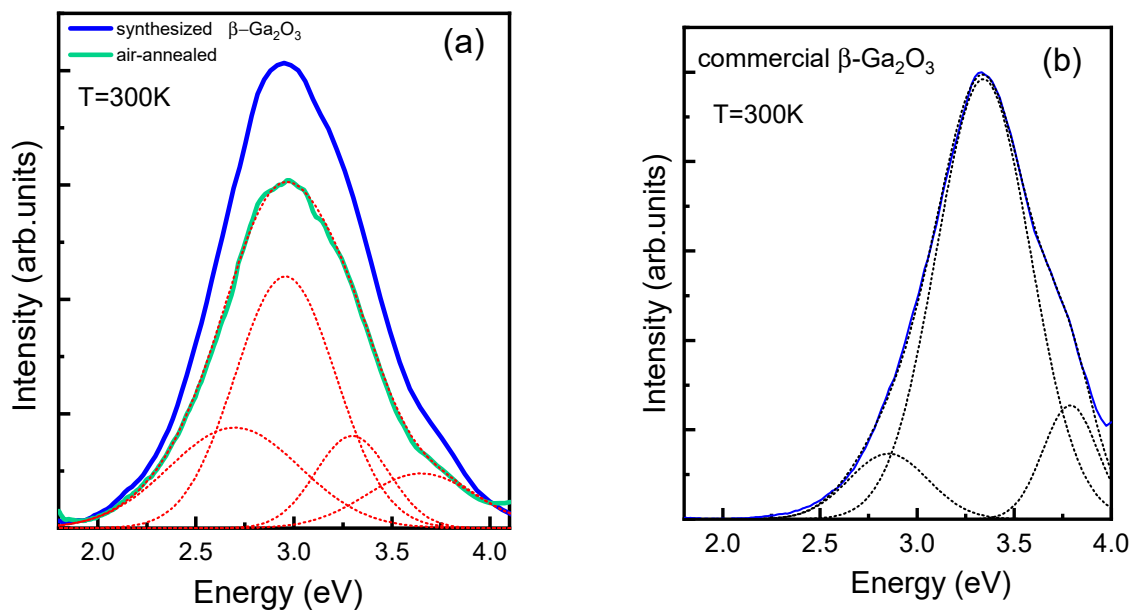 synthesized β–Ga₂O₃
(a)
air-annealed
T=300K
Intensity (arb.units)
2.0 2.5 3.0 3.5 4.0
Energy (eV)
commercial β-Ga₂O₃
(b)
T=300K
Intensity (arb.units)
2.0 2.5 3.0 3.5 4.0
Energy (eV)